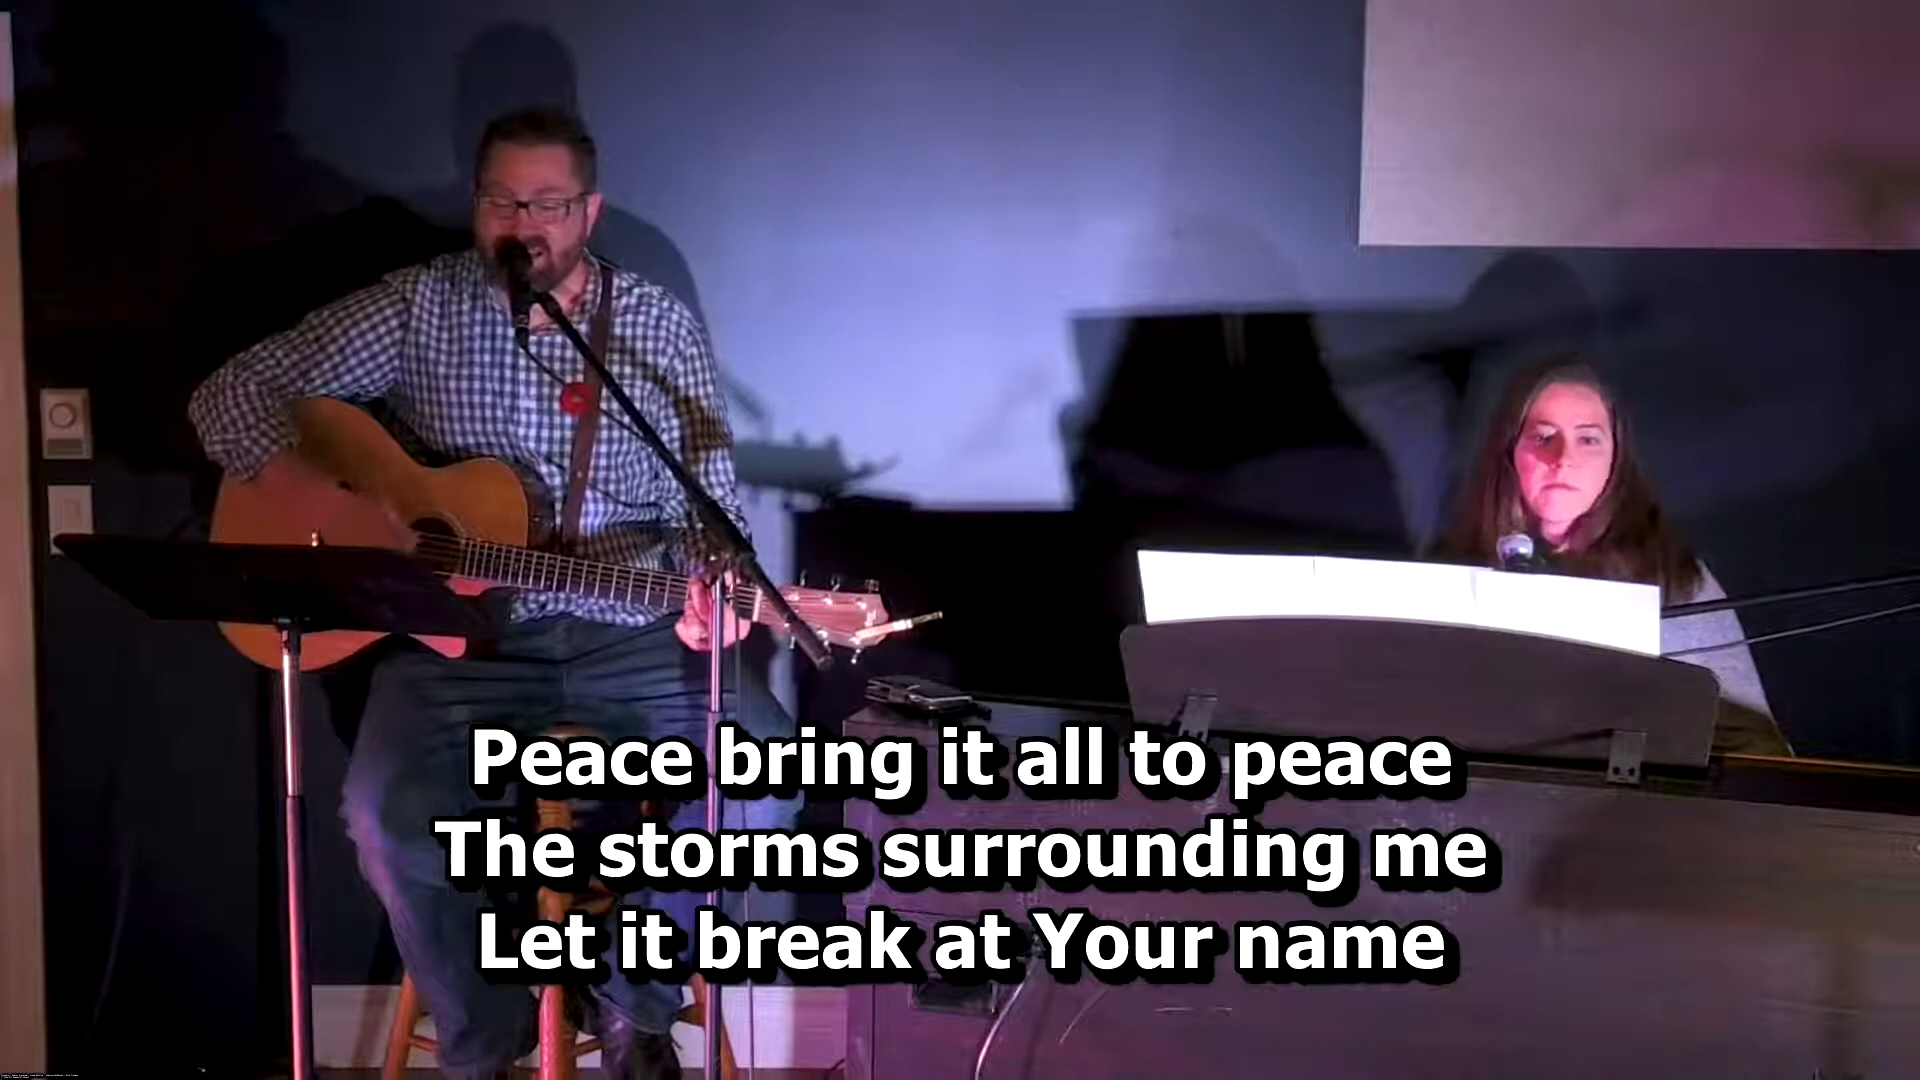 Peace bring it all to peace
The storms surrounding me
Let it break at Your name